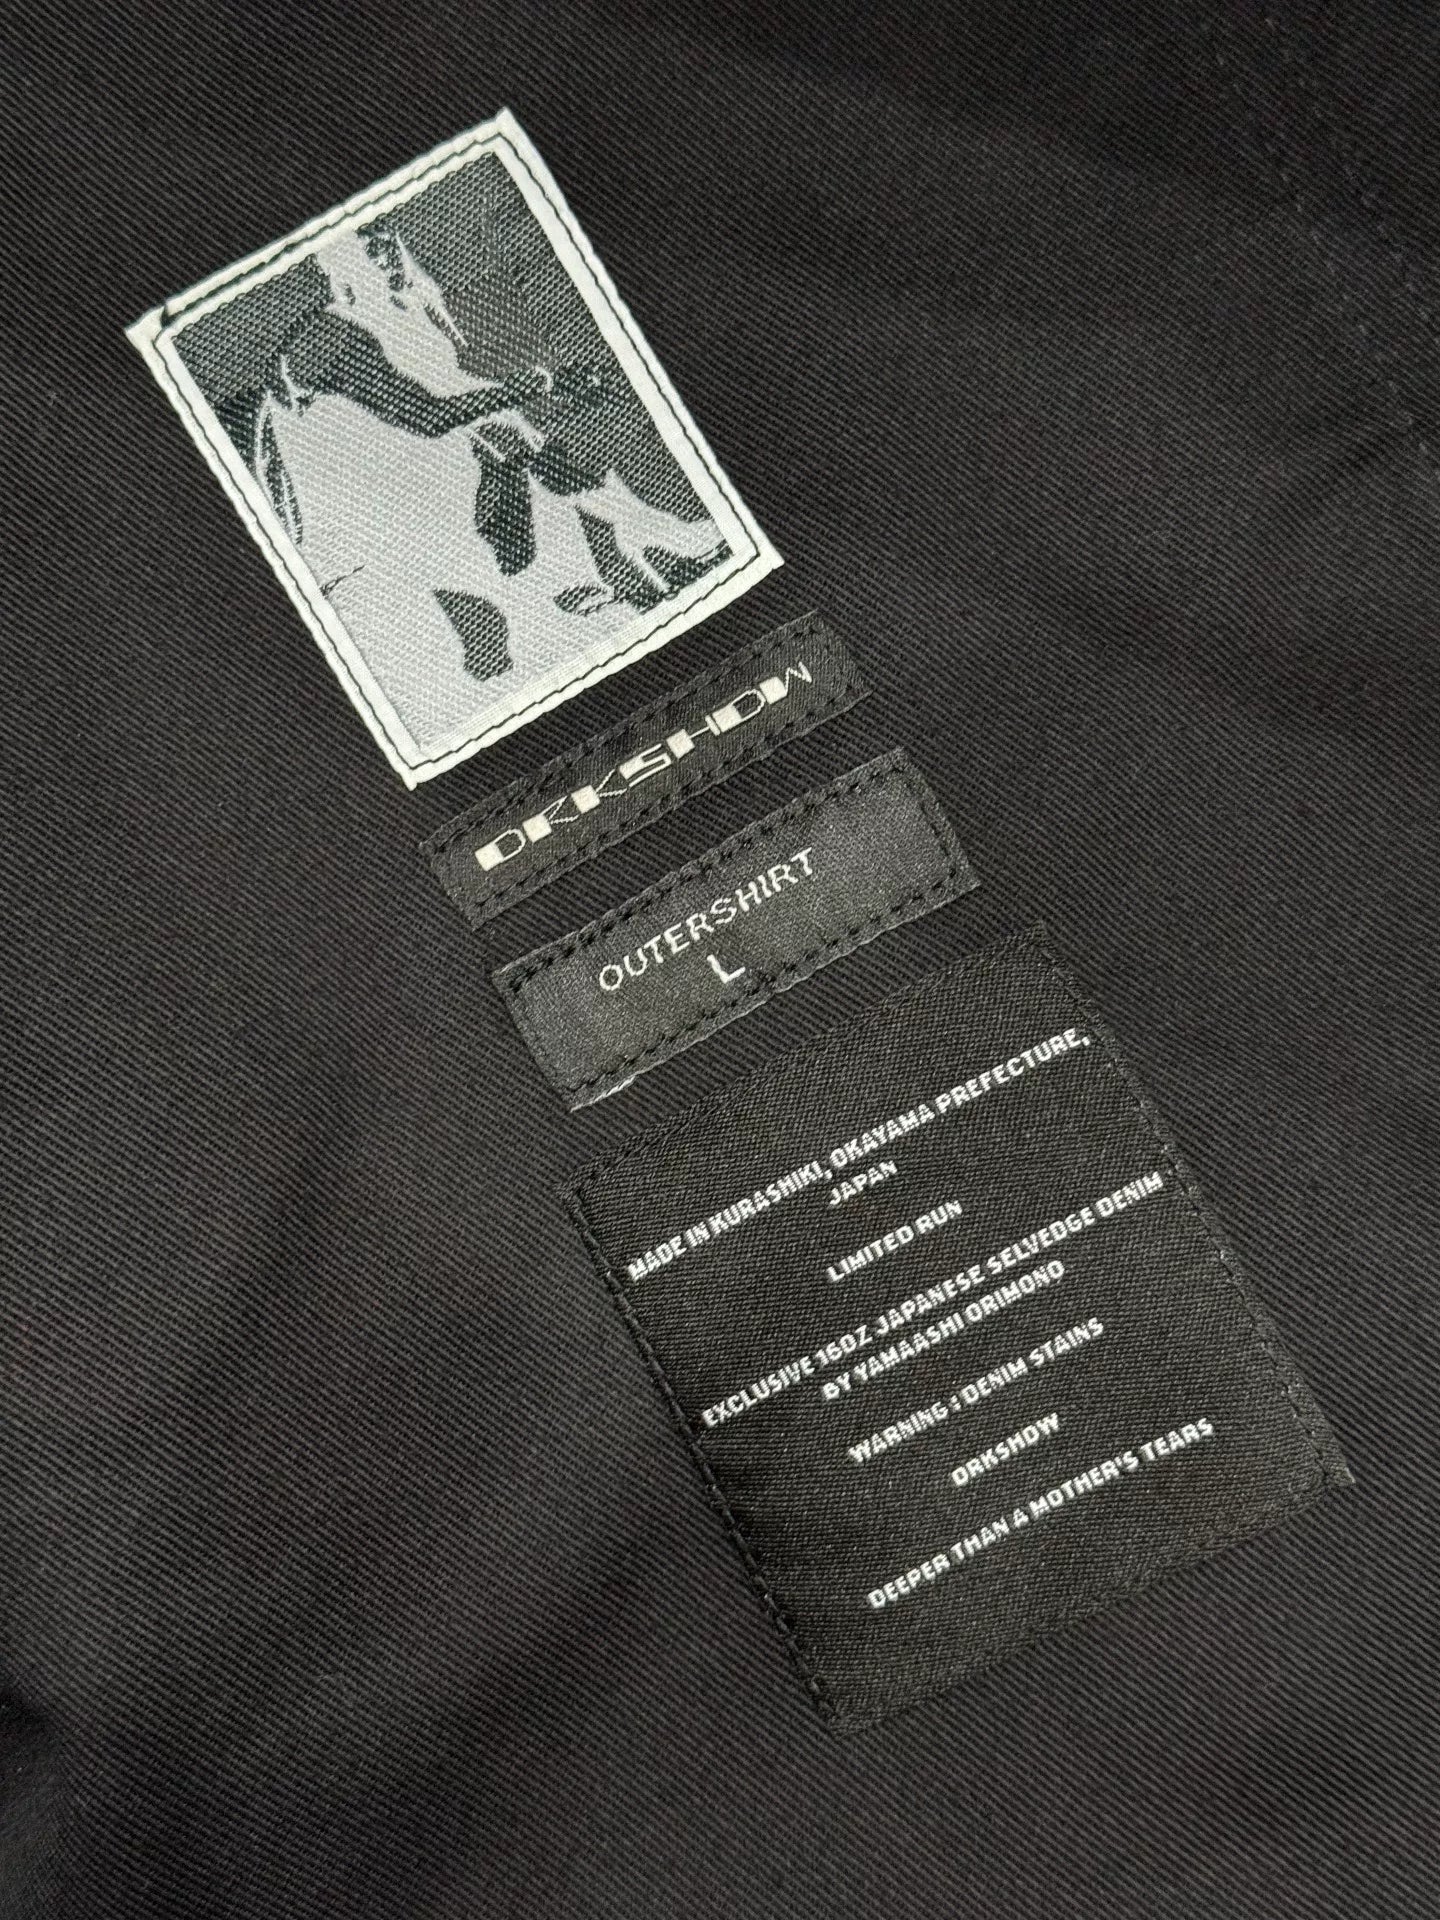 DRKSHDW
OUTERSHIRT
L
MADE IN KURASHIKI, OKAYAMA PREFECTURE,
JAPAN
LIMITED RUN
EXCLUSIVE 16OZ JAPANESE SELVEDGE DENIM
BY YAMAASHI ORIMONO
WARNING : DENIM STAINS
DRKSHDW
DEEPER THAN A MOTHER'S TEARS